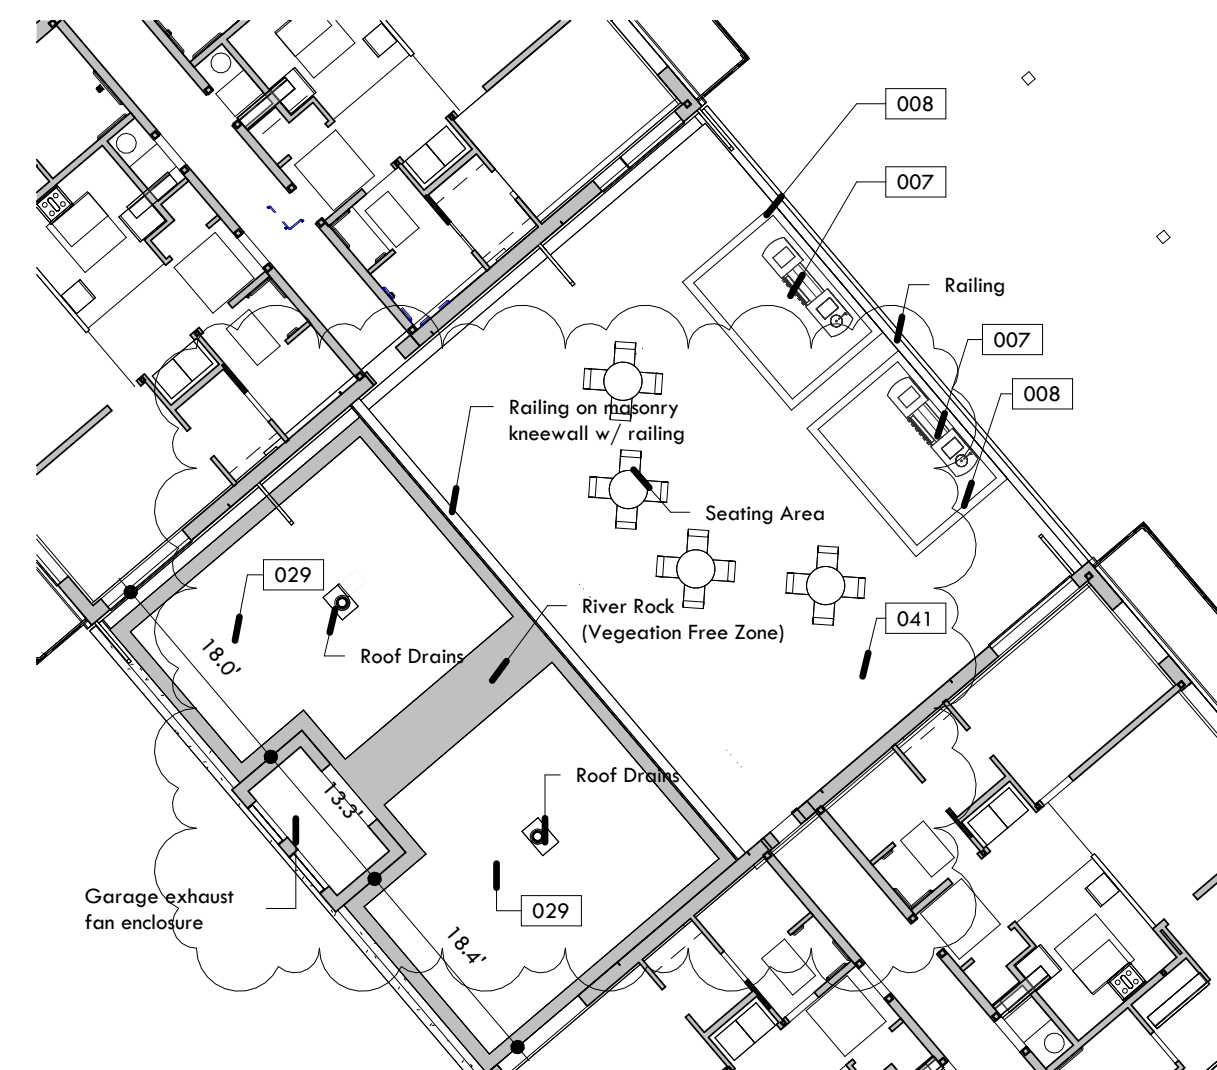 008
007
Railing
007
008
Railing on masonry
kneewall w/ railing
Seating Area
029
River Rock
(Vegeation Free Zone)
041
18.0'
Roof Drains
Roof Drains
13.3'
Garage exhaust
fan enclosure
029
18.4'